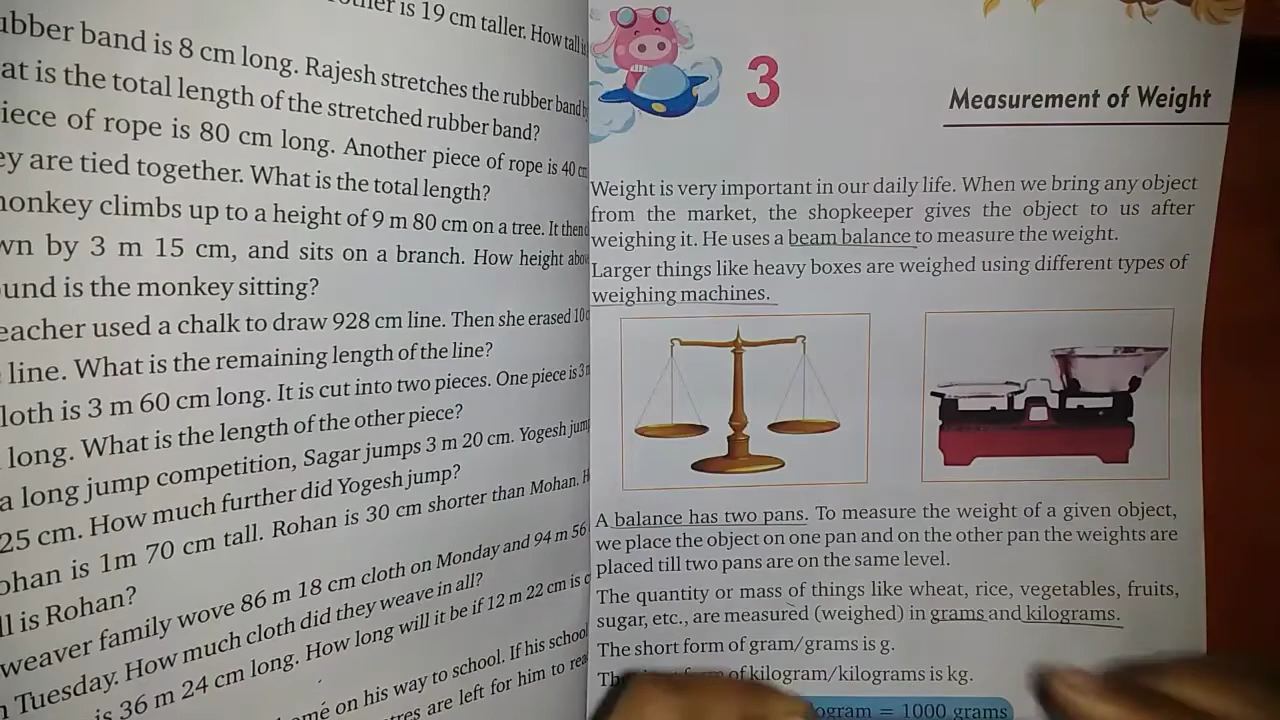 other is 19 cm taller. How tall is
ubber band is 8 cm long. Rajesh stretches the rubber band
at is the total length of the stretched rubber band?
iece of rope is 80 cm long. Another piece of rope is 40 cm
ey are tied together. What is the total length?
monkey climbs up to a height of 9 m 80 cm on a tree. It then
wn by 3 m 15 cm, and sits on a branch. How height abo
und is the monkey sitting?
eacher used a chalk to draw 928 cm line. Then she erased 10
line. What is the remaining length of the line?
loth is 3 m 60 cm long. It is cut into two pieces. One piece is 3
long. What is the length of the other piece?
a long jump competition, Sagar jumps 3 m 20 cm. Yogesh jum
25 cm. How much further did Yogesh jump?
ohan is 1m 70 cm tall. Rohan is 30 cm shorter than Mohan. H
ll is Rohan?
weaver family wove 86 m 18 cm cloth on Monday and 94 m 56
n Tuesday. How much cloth did they weave in all?
is 36 m 24 cm long. How long will it be if 12 m 22 cm is c
ome on his way to school. If his school
tres are left for him to rea
3
Measurement of Weight
Weight is very important in our daily life. When we bring any object
from the market, the shopkeeper gives the object to us after
weighing it. He uses a beam balance to measure the weight.
Larger things like heavy boxes are weighed using different types of
weighing machines.
A balance has two pans. To measure the weight of a given object,
we place the object on one pan and on the other pan the weights are
placed till two pans are on the same level.
The quantity or mass of things like wheat, rice, vegetables, fruits,
sugar, etc., are measured (weighed) in grams and kilograms.
The short form of gram/grams is g.
of kilogram/kilograms is kg.
ogram = 1000 grams